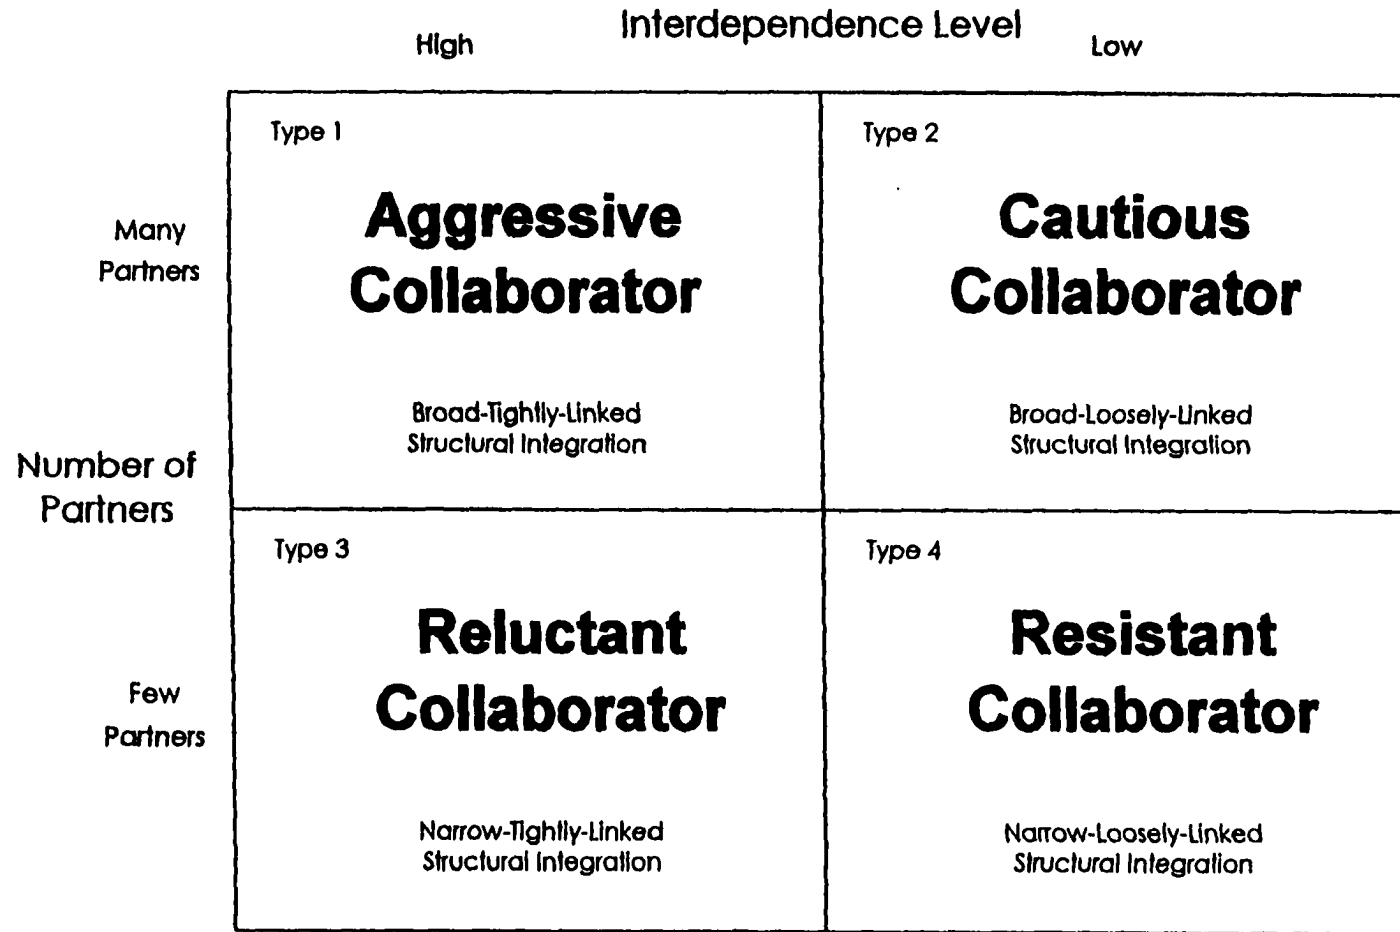 Interdependence Level
High
Low
Type 1
Aggressive
Collaborator
Broad-Tightly-Linked
Structural Integration
Type 2
Cautious
Collaborator
Broad-Loosely-Linked
Structural Integration
Many
Partners
Number of
Partners
Type 3
Reluctant
Collaborator
Narrow-Tightly-Linked
Structural Integration
Type 4
Resistant
Collaborator
Narrow-Loosely-Linked
Structural Integration
Few
Partners